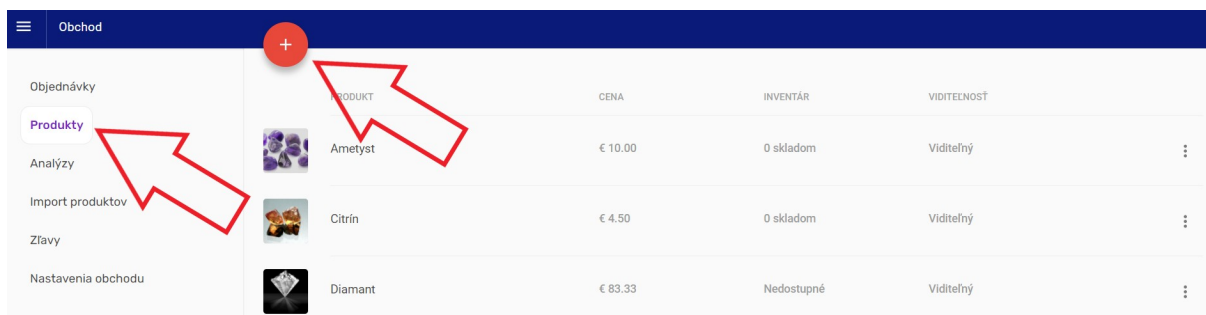 Obchod
+
Objednávky
Produkty
Analýzy
Import produktov
Zľavy
Nastavenia obchodu
PRODUKT CENA INVENTÁR VIDITEĽNOSŤ
Ametyst € 10.00 0 skladom Viditeľný
Citrín € 4.50 0 skladom Viditeľný
Diamant € 83.33 Nedostupné Viditeľný